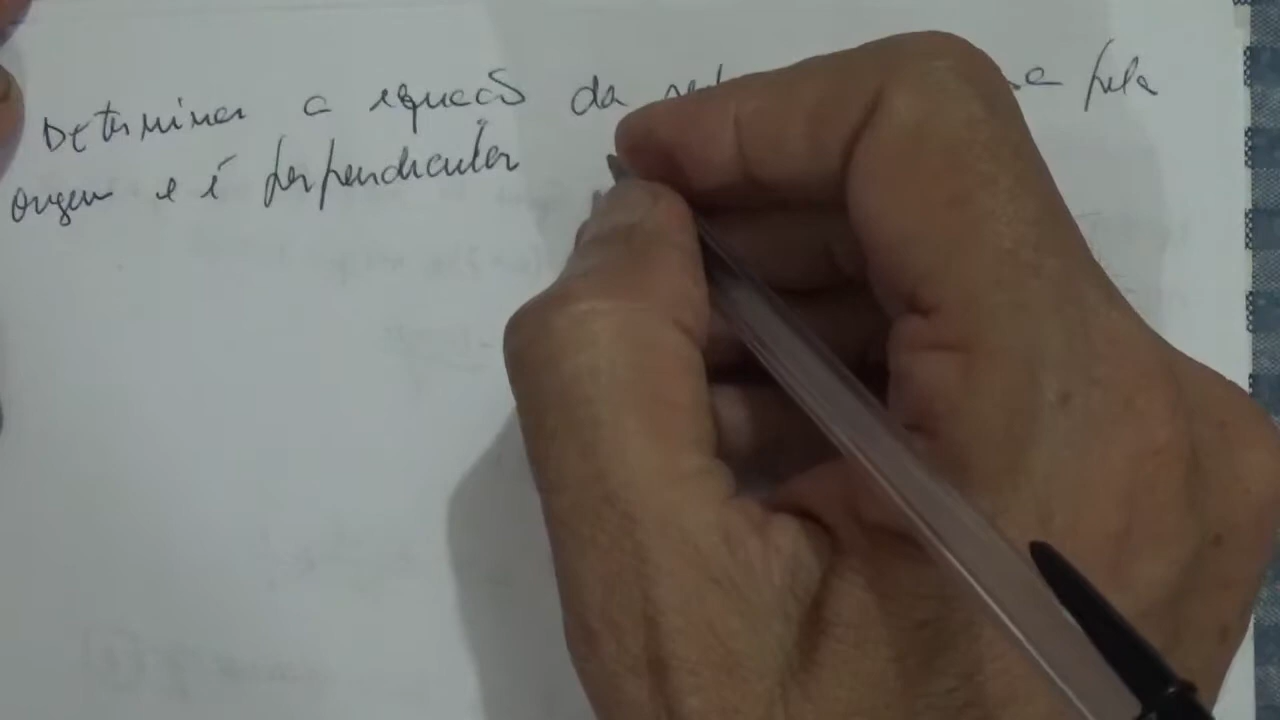 Determinar a equação da pela
origem e é perpendicular